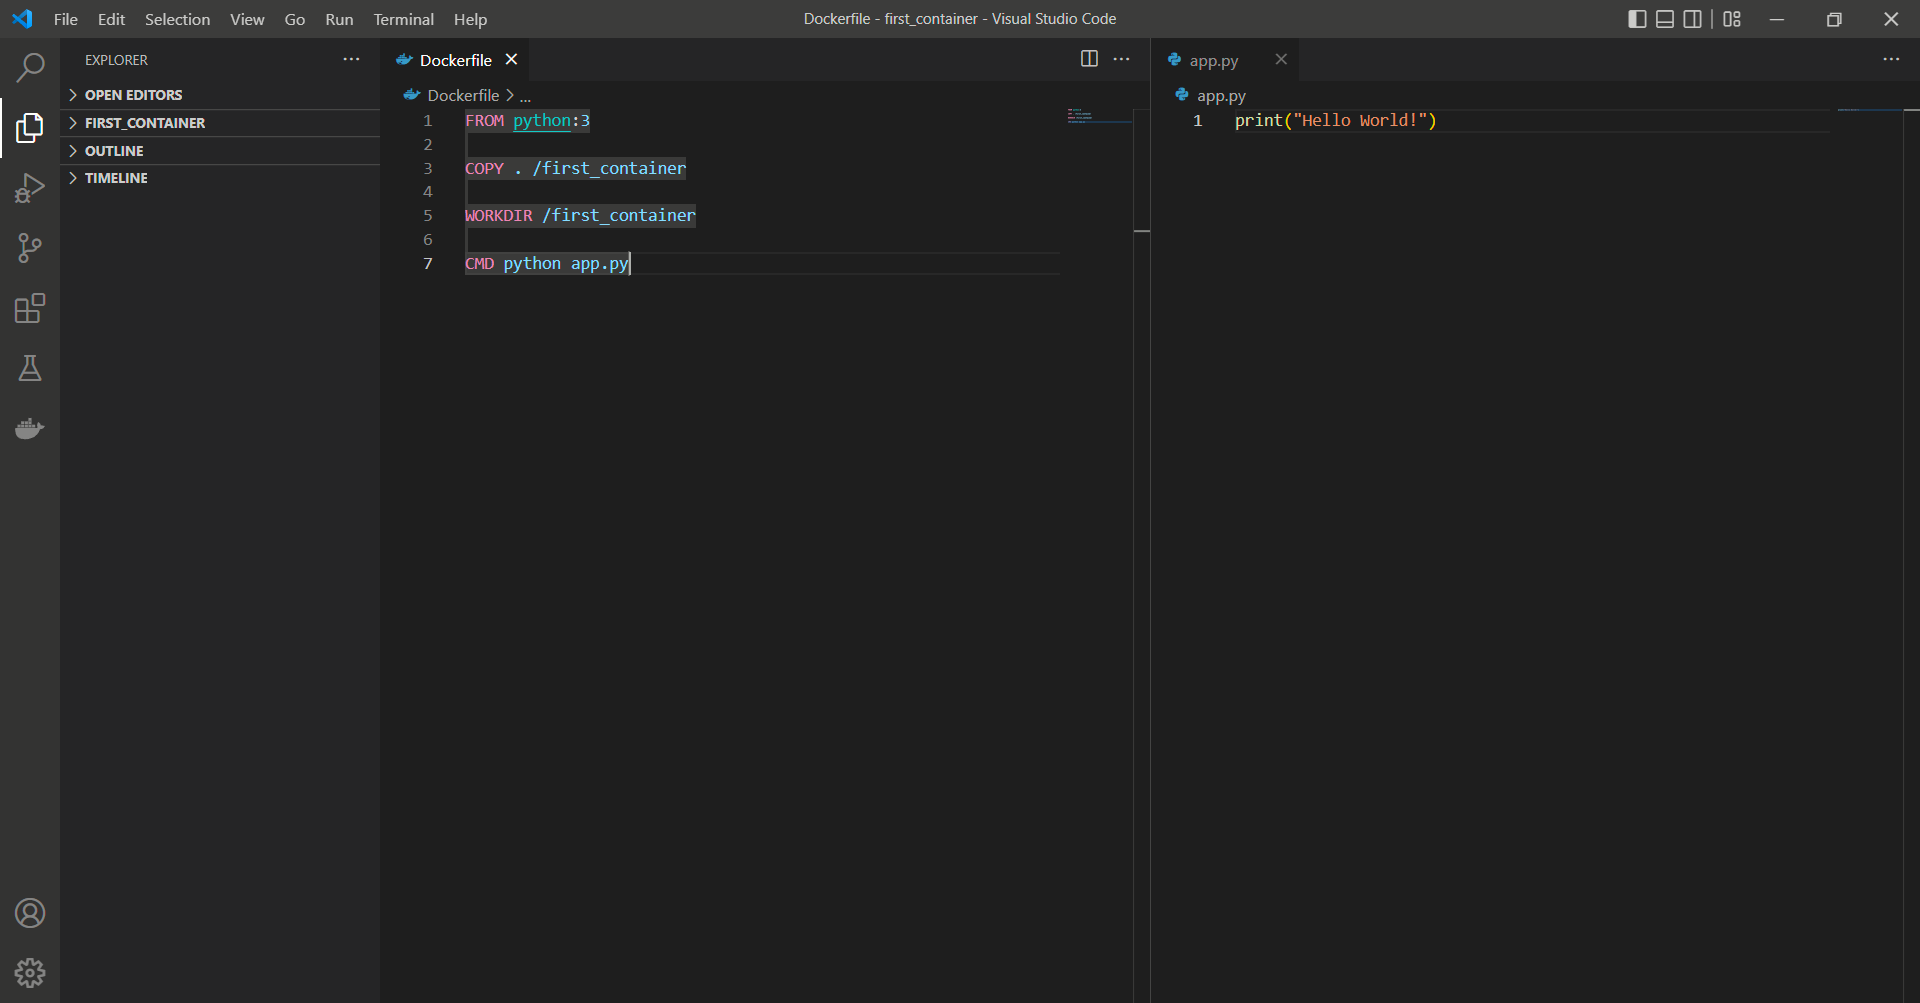 File Edit Selection View Go Run Terminal Help
Dockerfile - first_container - Visual Studio Code
EXPLORER
OPEN EDITORS
FIRST_CONTAINER
OUTLINE
TIMELINE
Dockerfile
Dockerfile > ...
1 FROM python:3
2
3 COPY . /first_container
4
5 WORKDIR /first_container
6
7 CMD python app.py
app.py
app.py
1 print("Hello World!")